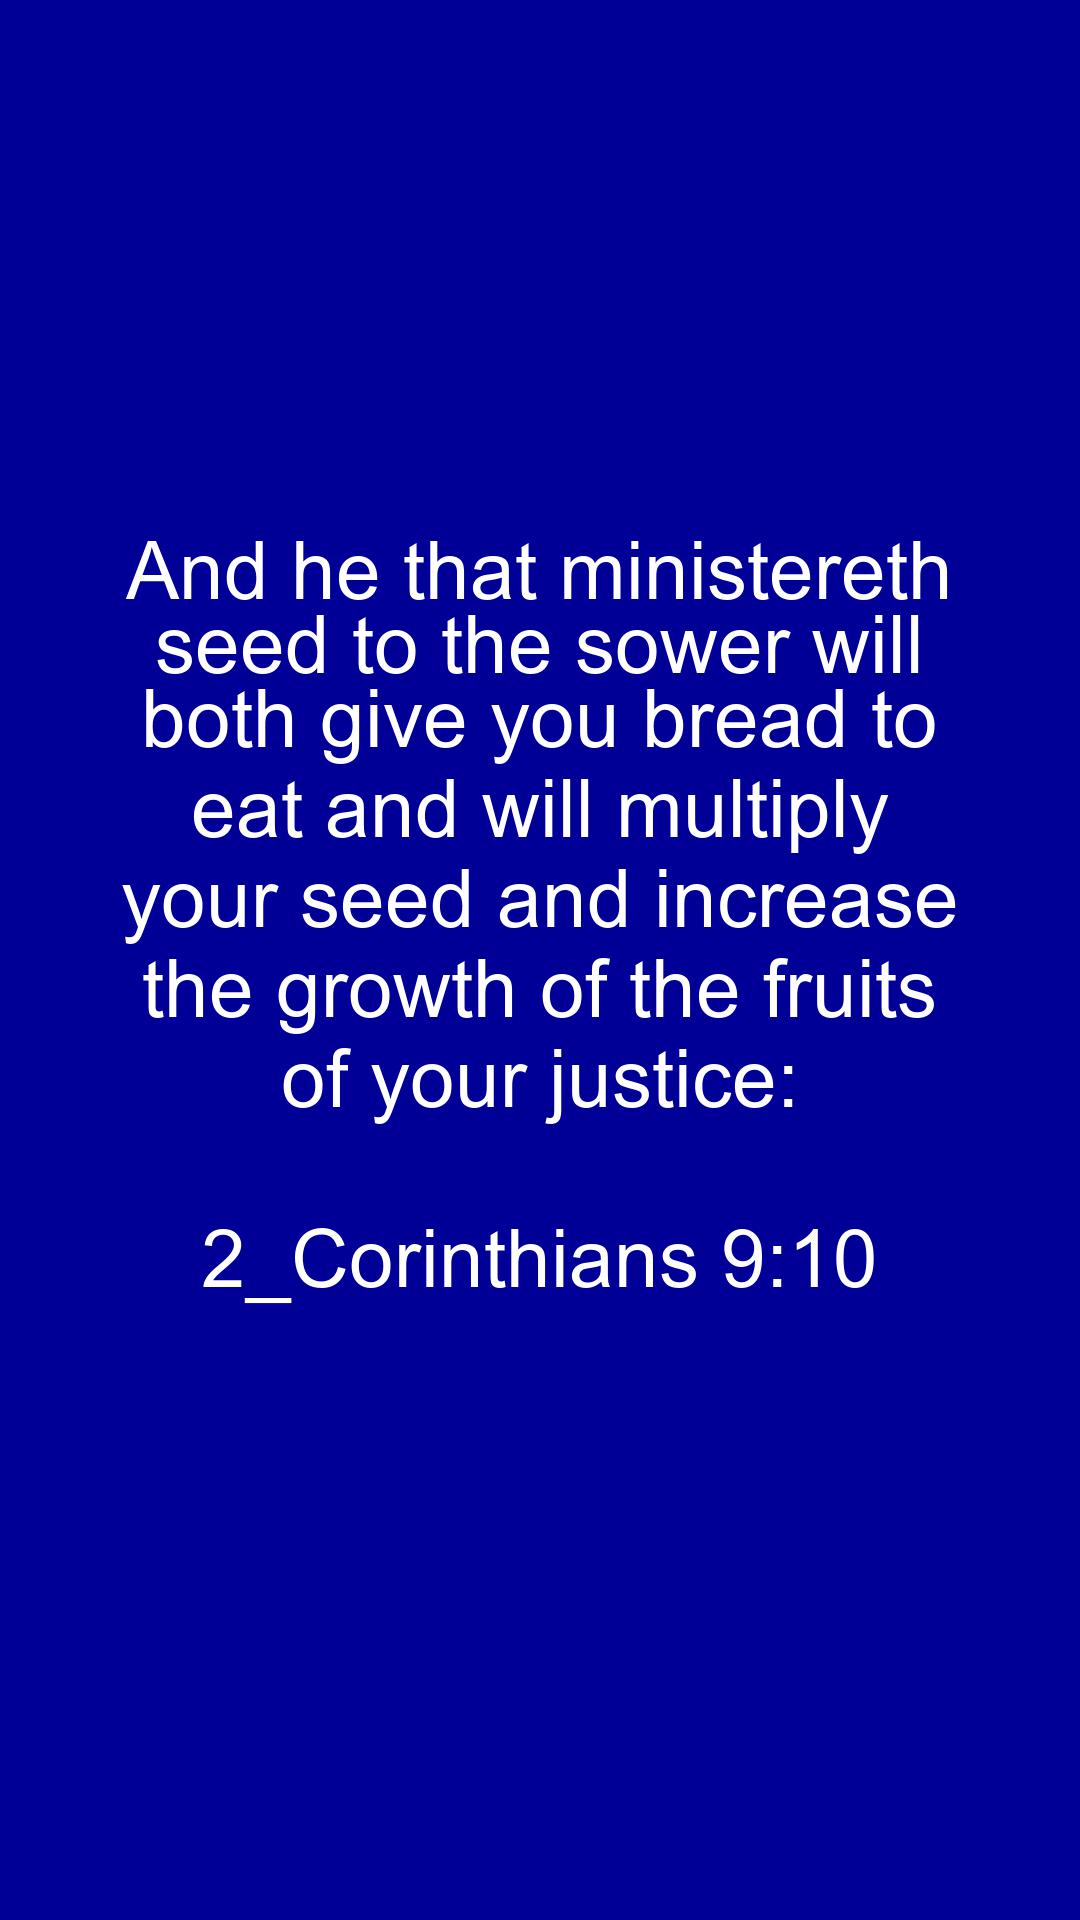 And he that ministereth
seed to the sower will
both give you bread to
eat and will multiply
your seed and increase
the growth of the fruits
of your justice:
2_Corinthians 9:10